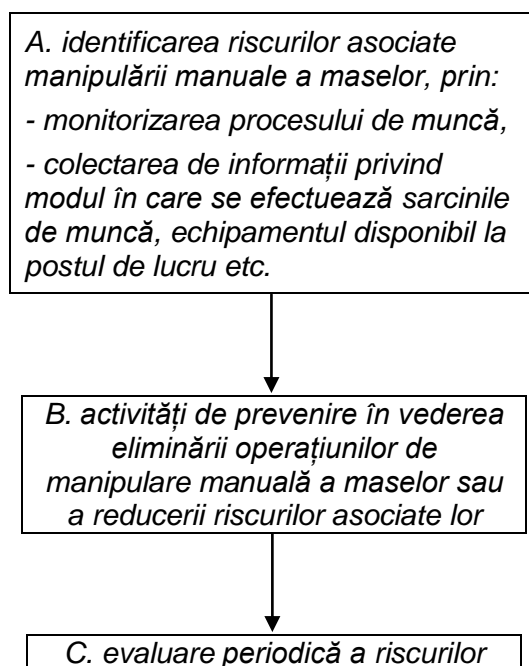 A. identificarea riscurilor asociate
manipulării manuale a maselor, prin:
- monitorizarea procesului de muncă,
- colectarea de informații privind
modul în care se efectuează sarcinile
de muncă, echipamentul disponibil la
postul de lucru etc.
B. activități de prevenire în vederea
eliminării operațiunilor de
manipulare manuală a maselor sau
a reducerii riscurilor asociate lor
C. evaluare periodică a riscurilor